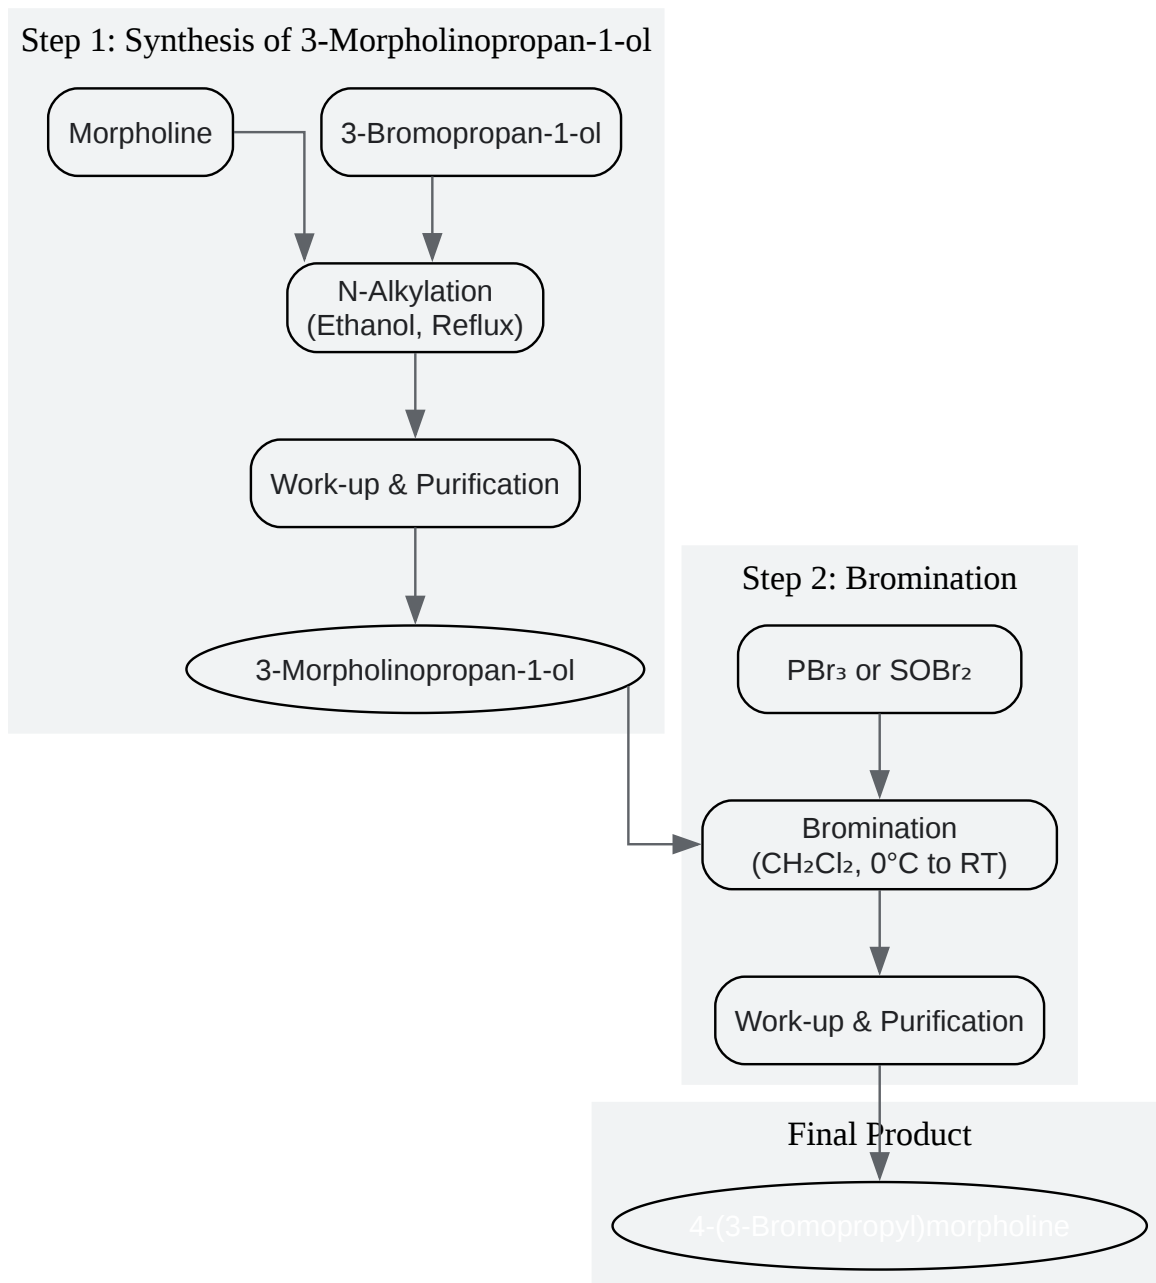 Step 1: Synthesis of 3-Morpholinopropan-1-ol
Morpholine
3-Bromopropan-1-ol
N-Alkylation
(Ethanol, Reflux)
Work-up & Purification
3-Morpholinopropan-1-ol
Step 2: Bromination
PBr₃ or SOBr₂
Bromination
(CH₂Cl₂, 0°C to RT)
Work-up & Purification
Final Product
4-(3-Bromopropyl)morpholine